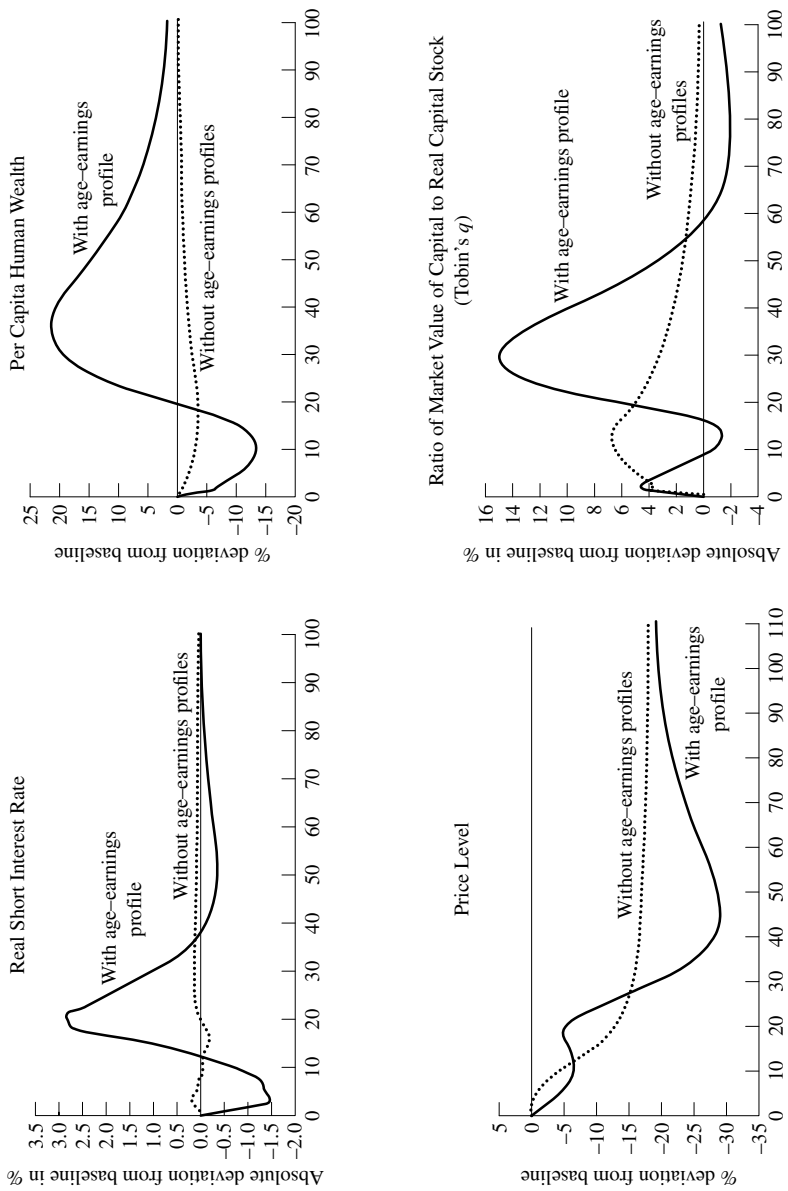 Real Short Interest Rate
Absolute deviation from baseline in %
3.5
3.0
2.5
2.0
1.5
1.0
0.5
0.0
–0.5
–1.0
–1.5
–2.0
With age–earnings
profile
Without age–earnings profiles
0 10 20 30 40 50 60 70 80 90 100
Per Capita Human Wealth
% deviation from baseline
25
20
15
10
5
0
–5
–10
–15
–20
With age–earnings
profile
Without age–earnings profiles
0 10 20 30 40 50 60 70 80 90 100
Price Level
% deviation from baseline
5
0
–5
–10
–15
–20
–25
–30
–35
Without age–earnings profiles
With age–earnings
profile
0 10 20 30 40 50 60 70 80 90 100 110
Ratio of Market Value of Capital to Real Capital Stock
(Tobin's q)
Absolute deviation from baseline in %
16
14
12
10
8
6
4
2
0
–2
–4
With age–earnings profile
Without age–earnings
profiles
0 10 20 30 40 50 60 70 80 90 100